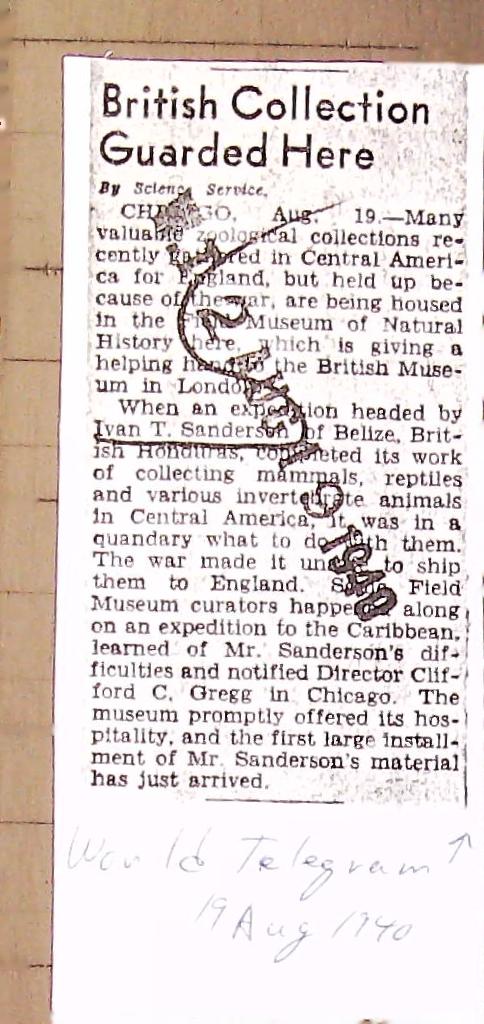 British Collection
Guarded Here
By Science Service.
CHICAGO, Aug. 19.—Many
valuable zoological collections re-
cently gathered in Central Ameri-
ca for England, but held up be-
cause of the war, are being housed
in the Field Museum of Natural
History here, which is giving a
helping hand to the British Muse-
um in London.
When an expedition headed by
Ivan T. Sanderson of Belize, Brit-
ish Honduras, completed its work
of collecting mammals, reptiles
and various invertebrate animals
in Central America, it was in a
quandary what to do with them.
The war made it unsafe to ship
them to England. Some Field
Museum curators happened along
on an expedition to the Caribbean,
learned of Mr. Sanderson's dif-
ficulties and notified Director Clif-
ford C. Gregg in Chicago. The
museum promptly offered its hos-
pitality, and the first large install-
ment of Mr. Sanderson's material
has just arrived.
1940
World Telegram ↑
19 Aug 1940